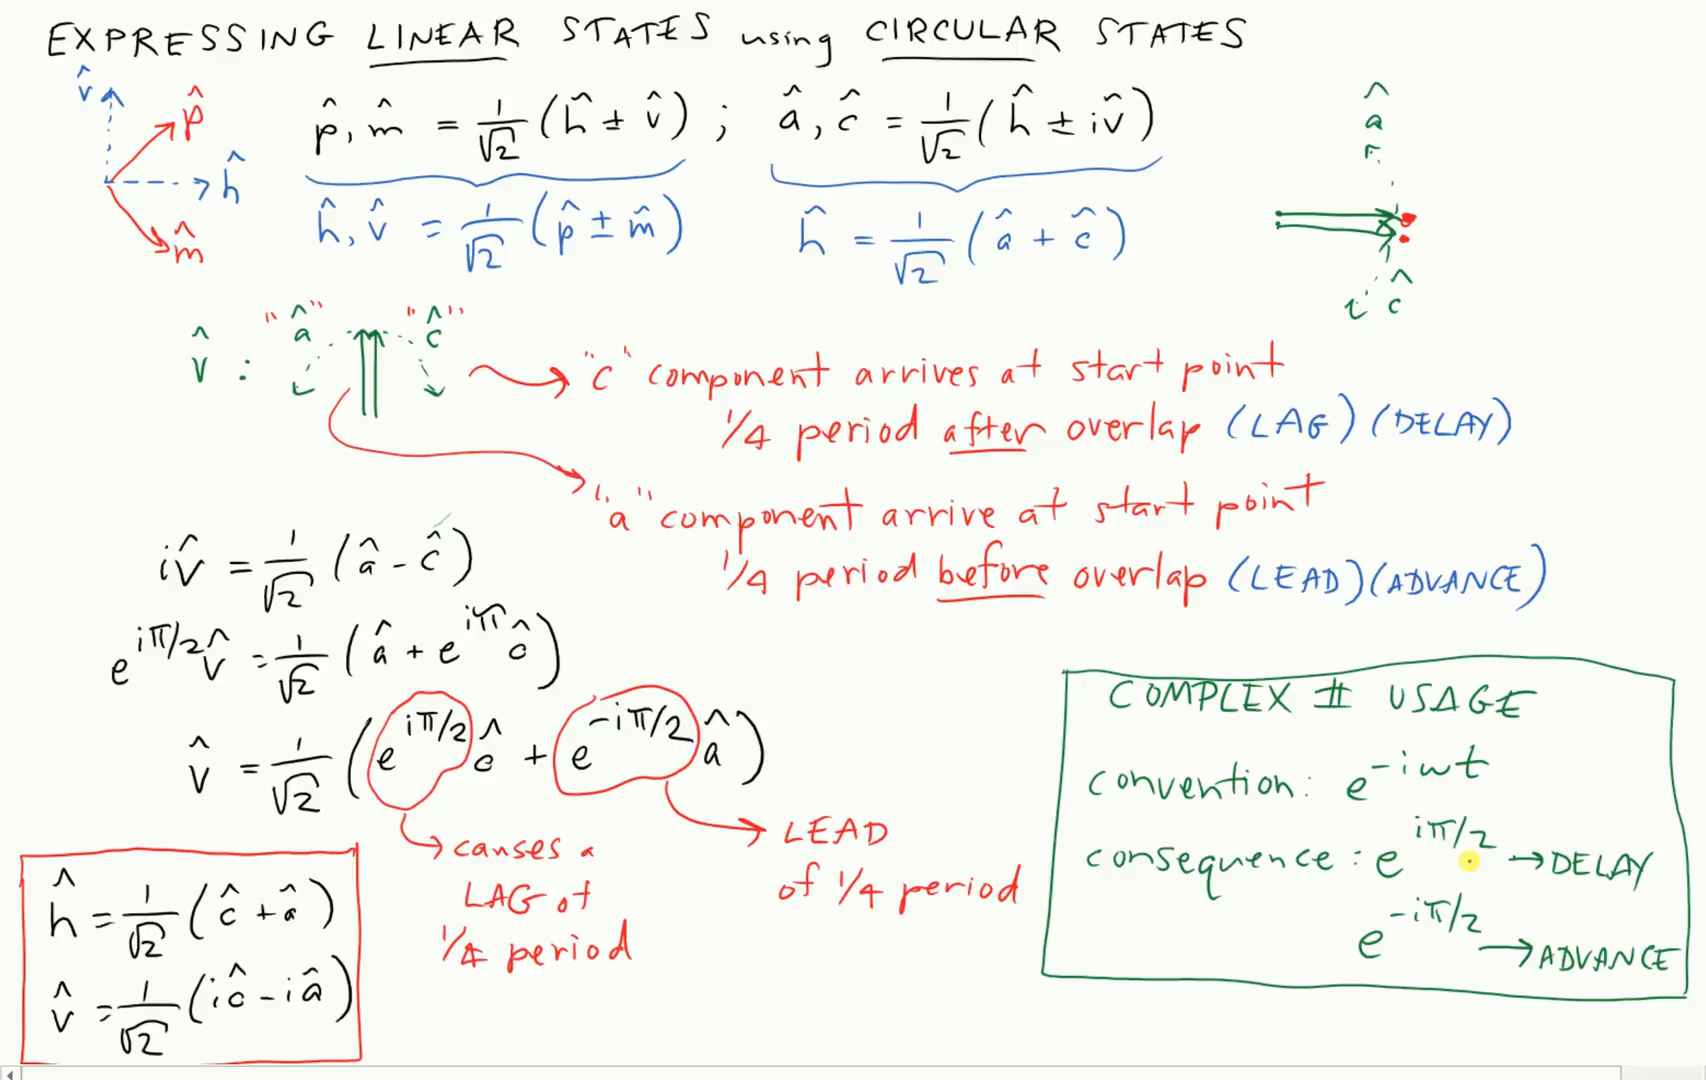 EXPRESSING LINEAR STATES using CIRCULAR STATES
v̂
p̂
ĥ
m̂
p̂, m̂ = 1/√2 (ĥ ± v̂) ; â, ĉ = 1/√2 (ĥ ± iv̂)
ĥ, v̂ = 1/√2 (p̂ ± m̂)
ĥ = 1/√2 (â + ĉ)
â
ĉ
v̂ : "â" "ĉ"
"c" component arrives at start point
1/4 period after overlap (LAG) (DELAY)
"a" component arrive at start point
1/4 period before overlap (LEAD)(ADVANCE)
iv̂ = 1/√2 (â - ĉ)
e^{iπ/2} v̂ = 1/√2 (â + e^{iπ} ĉ)
v̂ = 1/√2 (e^{iπ/2} ĉ + e^{-iπ/2} â)
causes a
LAG of
1/4 period
LEAD
of 1/4 period
ĥ = 1/√2 (ĉ + â)
v̂ = 1/√2 (iĉ - iâ)
COMPLEX # USAGE
convention: e^{-iwt}
consequence: e^{iπ/2} → DELAY
e^{-iπ/2} → ADVANCE